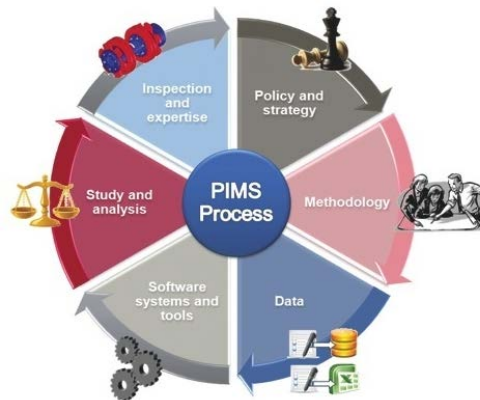 Inspection
and
expertise
Policy and
strategy
PIMS
Process
Study and
analysis
Methodology
Software
systems and
tools
Data